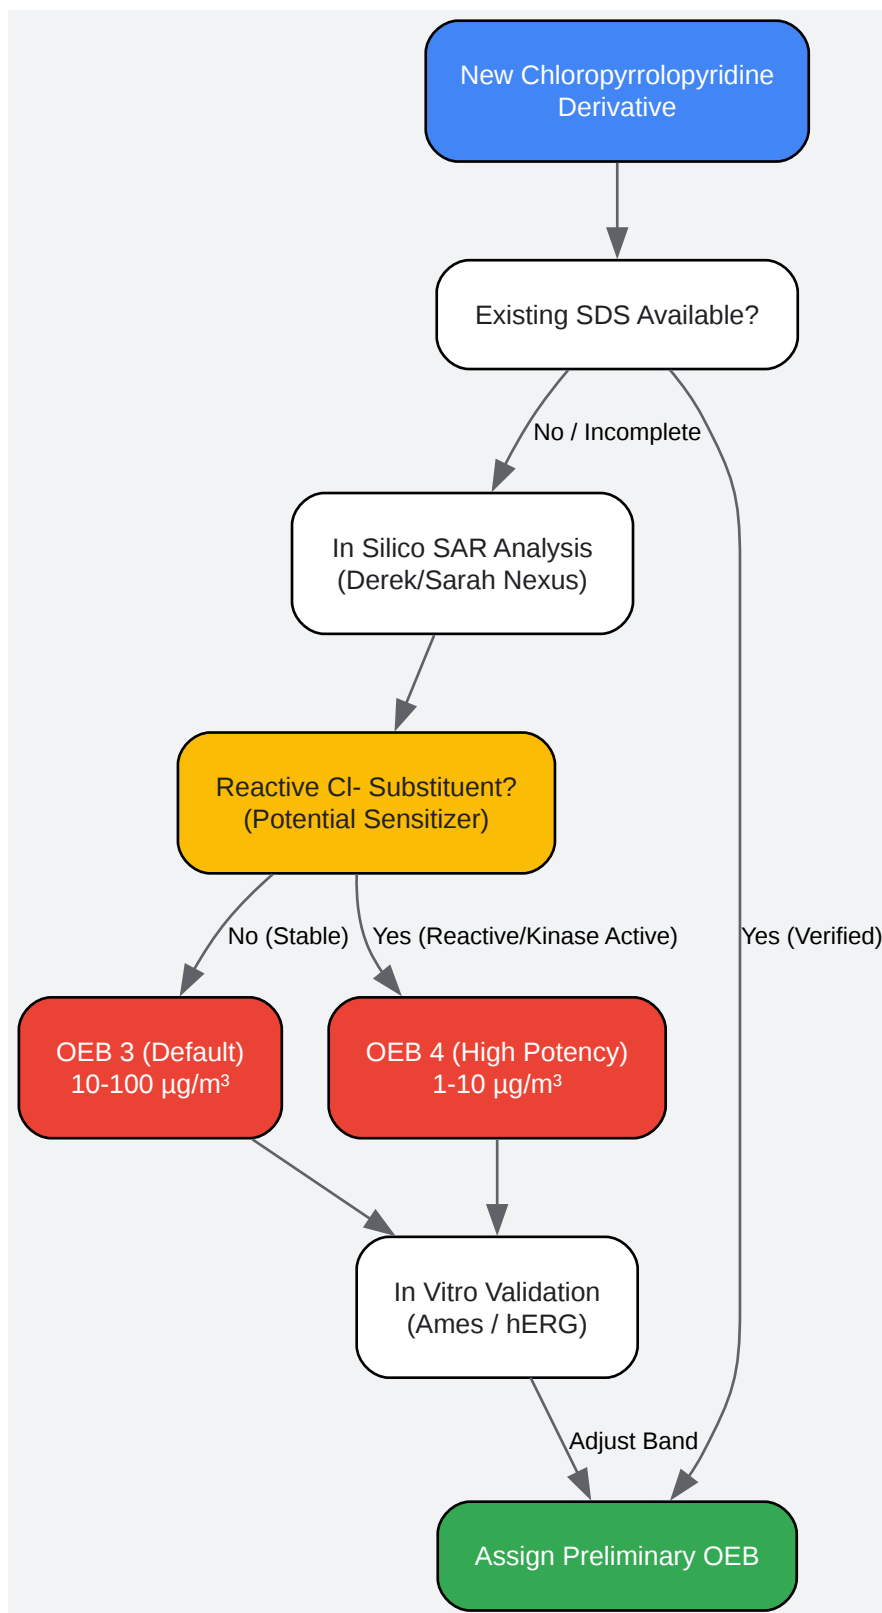 New Chloropyrrolopyridine
Derivative
Existing SDS Available?
No / Incomplete
In Silico SAR Analysis
(Derek/Sarah Nexus)
Reactive Cl- Substituent?
(Potential Sensitizer)
No (Stable)
Yes (Reactive/Kinase Active)
Yes (Verified)
OEB 3 (Default)
10-100 µg/m³
OEB 4 (High Potency)
1-10 µg/m³
In Vitro Validation
(Ames / hERG)
Adjust Band
Assign Preliminary OEB